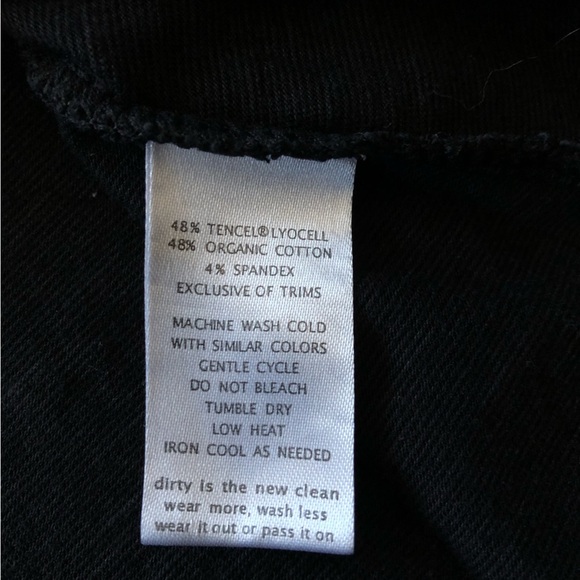 48% TENCEL® LYOCELL
48% ORGANIC COTTON
4% SPANDEX
EXCLUSIVE OF TRIMS
MACHINE WASH COLD
WITH SIMILAR COLORS
GENTLE CYCLE
DO NOT BLEACH
TUMBLE DRY
LOW HEAT
IRON COOL AS NEEDED
dirty is the new clean
wear more, wash less
wear it out or pass it on